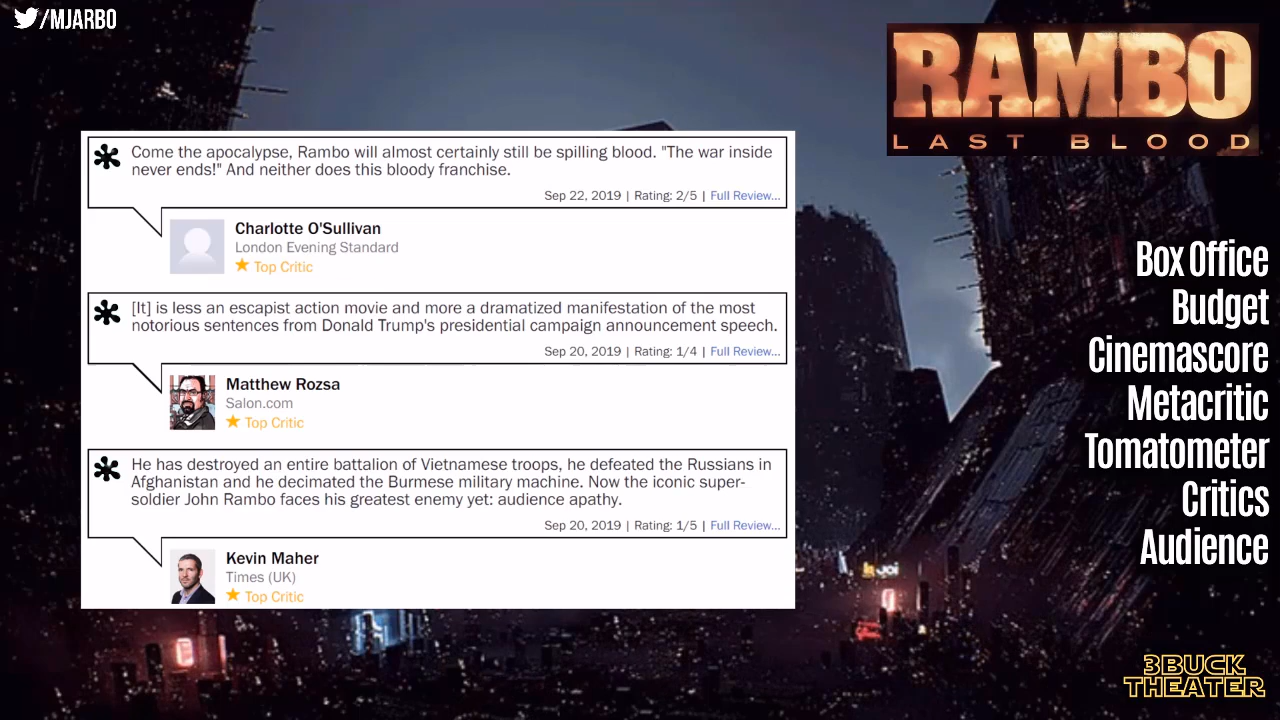 /MJARBO
RAMBO
LAST BLOOD
Come the apocalypse, Rambo will almost certainly still be spilling blood. "The war inside
never ends!" And neither does this bloody franchise.
Sep 22, 2019 | Rating: 2/5 | Full Review...
Charlotte O'Sullivan
London Evening Standard
Top Critic
[It] is less an escapist action movie and more a dramatized manifestation of the most
notorious sentences from Donald Trump's presidential campaign announcement speech.
Sep 20, 2019 | Rating: 1/4 | Full Review...
Matthew Rozsa
Salon.com
Top Critic
He has destroyed an entire battalion of Vietnamese troops, he defeated the Russians in
Afghanistan and he decimated the Burmese military machine. Now the iconic super-
soldier John Rambo faces his greatest enemy yet: audience apathy.
Sep 20, 2019 | Rating: 1/5 | Full Review...
Kevin Maher
Times (UK)
Top Critic
Box Office
Budget
Cinemascore
Metacritic
Tomatometer
Critics
Audience
3BUCK
THEATER